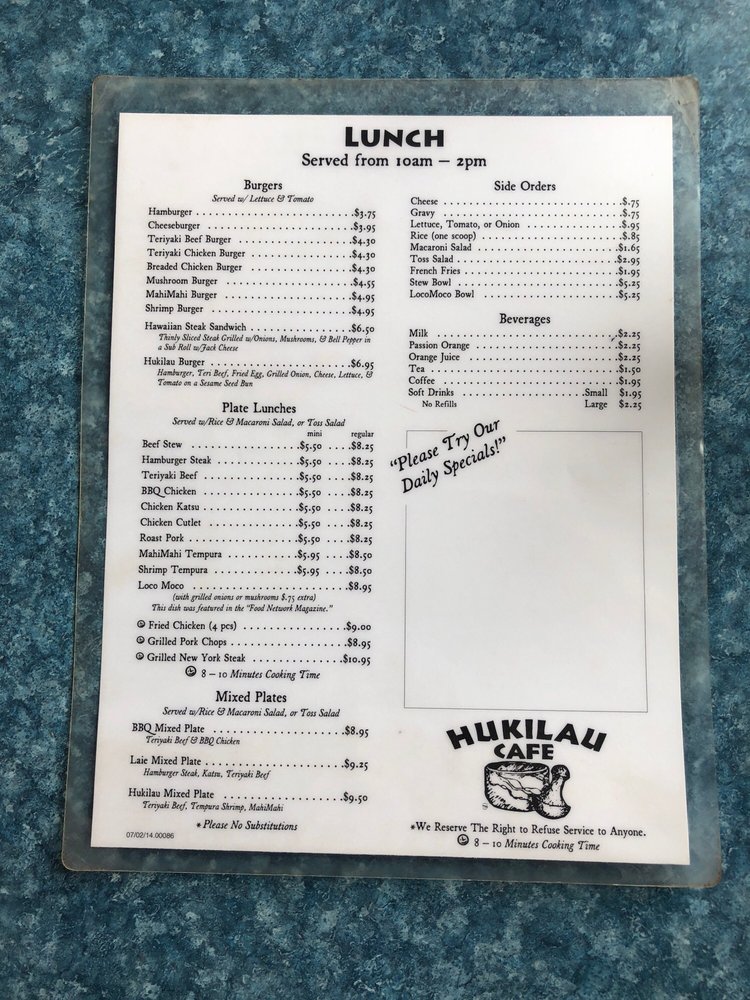 LUNCH
Served from 10am – 2pm
Burgers
Served w/ Lettuce & Tomato
Hamburger . . . . . . . . . . . . . . . . . . . . . . . . . .$3.75
Cheeseburger . . . . . . . . . . . . . . . . . . . . . . . .$3.95
Teriyaki Beef Burger . . . . . . . . . . . . . . . . . . .$4.30
Teriyaki Chicken Burger . . . . . . . . . . . . . . . .$4.30
Breaded Chicken Burger . . . . . . . . . . . . . . . .$4.30
Mushroom Burger . . . . . . . . . . . . . . . . . . . . .$4.55
MahiMahi Burger . . . . . . . . . . . . . . . . . . . . .$4.95
Shrimp Burger . . . . . . . . . . . . . . . . . . . . . . .$4.95
Hawaiian Steak Sandwich . . . . . . . . . . . . . . . .$6.50
Thinly Sliced Steak Grilled w/Onions, Mushrooms, & Bell Pepper in
a Sub Roll w/Jack Cheese
Hukilau Burger . . . . . . . . . . . . . . . . . . . . . . .$6.95
Hamburger, Teri Beef, Fried Egg, Grilled Onion, Cheese, Lettuce, &
Tomato on a Sesame Seed Bun
Plate Lunches
Served w/Rice & Macaroni Salad, or Toss Salad
mini regular
Beef Stew . . . . . . . . . . . . . . . . .$5.50 . . . .$8.25
Hamburger Steak . . . . . . . . . . . . .$5.50 . . . .$8.25
Teriyaki Beef . . . . . . . . . . . . . . .$5.50 . . . .$8.25
BBQ Chicken . . . . . . . . . . . . . . .$5.50 . . . .$8.25
Chicken Katsu . . . . . . . . . . . . . . .$5.50 . . . .$8.25
Chicken Cutlet . . . . . . . . . . . . . .$5.50 . . . .$8.25
Roast Pork . . . . . . . . . . . . . . . . .$5.50 . . . .$8.25
MahiMahi Tempura . . . . . . . . . . .$5.95 . . . .$8.50
Shrimp Tempura . . . . . . . . . . . . .$5.95 . . . .$8.50
Loco Moco . . . . . . . . . . . . . . . . . . . . . . . . .$8.95
(with grilled onions or mushrooms $.75 extra)
This dish was featured in the "Food Network Magazine."
Fried Chicken (4 pcs) . . . . . . . . . . . . . . . . .$9.00
Grilled Pork Chops . . . . . . . . . . . . . . . . . . .$8.95
Grilled New York Steak . . . . . . . . . . . . . . .$10.95
8 – 10 Minutes Cooking Time
Mixed Plates
Served w/Rice & Macaroni Salad, or Toss Salad
BBQ Mixed Plate . . . . . . . . . . . . . . . . . . . . .$8.95
Teriyaki Beef & BBQ Chicken
Laie Mixed Plate . . . . . . . . . . . . . . . . . . . . . .$9.25
Hamburger Steak, Katsu, Teriyaki Beef
Hukilau Mixed Plate . . . . . . . . . . . . . . . . . . .$9.50
Teriyaki Beef, Tempura Shrimp, MahiMahi
*Please No Substitutions
07/02/14.00086
Side Orders
Cheese . . . . . . . . . . . . . . . . . . . . . . . . . . . .$.75
Gravy . . . . . . . . . . . . . . . . . . . . . . . . . . . . .$.75
Lettuce, Tomato, or Onion . . . . . . . . . . . . . . .$.95
Rice (one scoop) . . . . . . . . . . . . . . . . . . . . . .$.85
Macaroni Salad . . . . . . . . . . . . . . . . . . . . . .$1.65
Toss Salad . . . . . . . . . . . . . . . . . . . . . . . . .$2.95
French Fries . . . . . . . . . . . . . . . . . . . . . . . .$1.95
Stew Bowl . . . . . . . . . . . . . . . . . . . . . . . . .$5.25
LocoMoco Bowl . . . . . . . . . . . . . . . . . . . . .$5.25
Beverages
Milk . . . . . . . . . . . . . . . . . . . . . . . . . . . . .$2.25
Passion Orange . . . . . . . . . . . . . . . . . . . . . .$2.25
Orange Juice . . . . . . . . . . . . . . . . . . . . . . . .$2.25
Tea . . . . . . . . . . . . . . . . . . . . . . . . . . . . . .$1.50
Coffee . . . . . . . . . . . . . . . . . . . . . . . . . . . .$1.95
Soft Drinks . . . . . . . . . . . . . . . . . . .Small $1.95
No Refills Large $2.25
"Please Try Our
Daily Specials!"
HUKILAU
CAFE
*We Reserve The Right to Refuse Service to Anyone.
8 – 10 Minutes Cooking Time